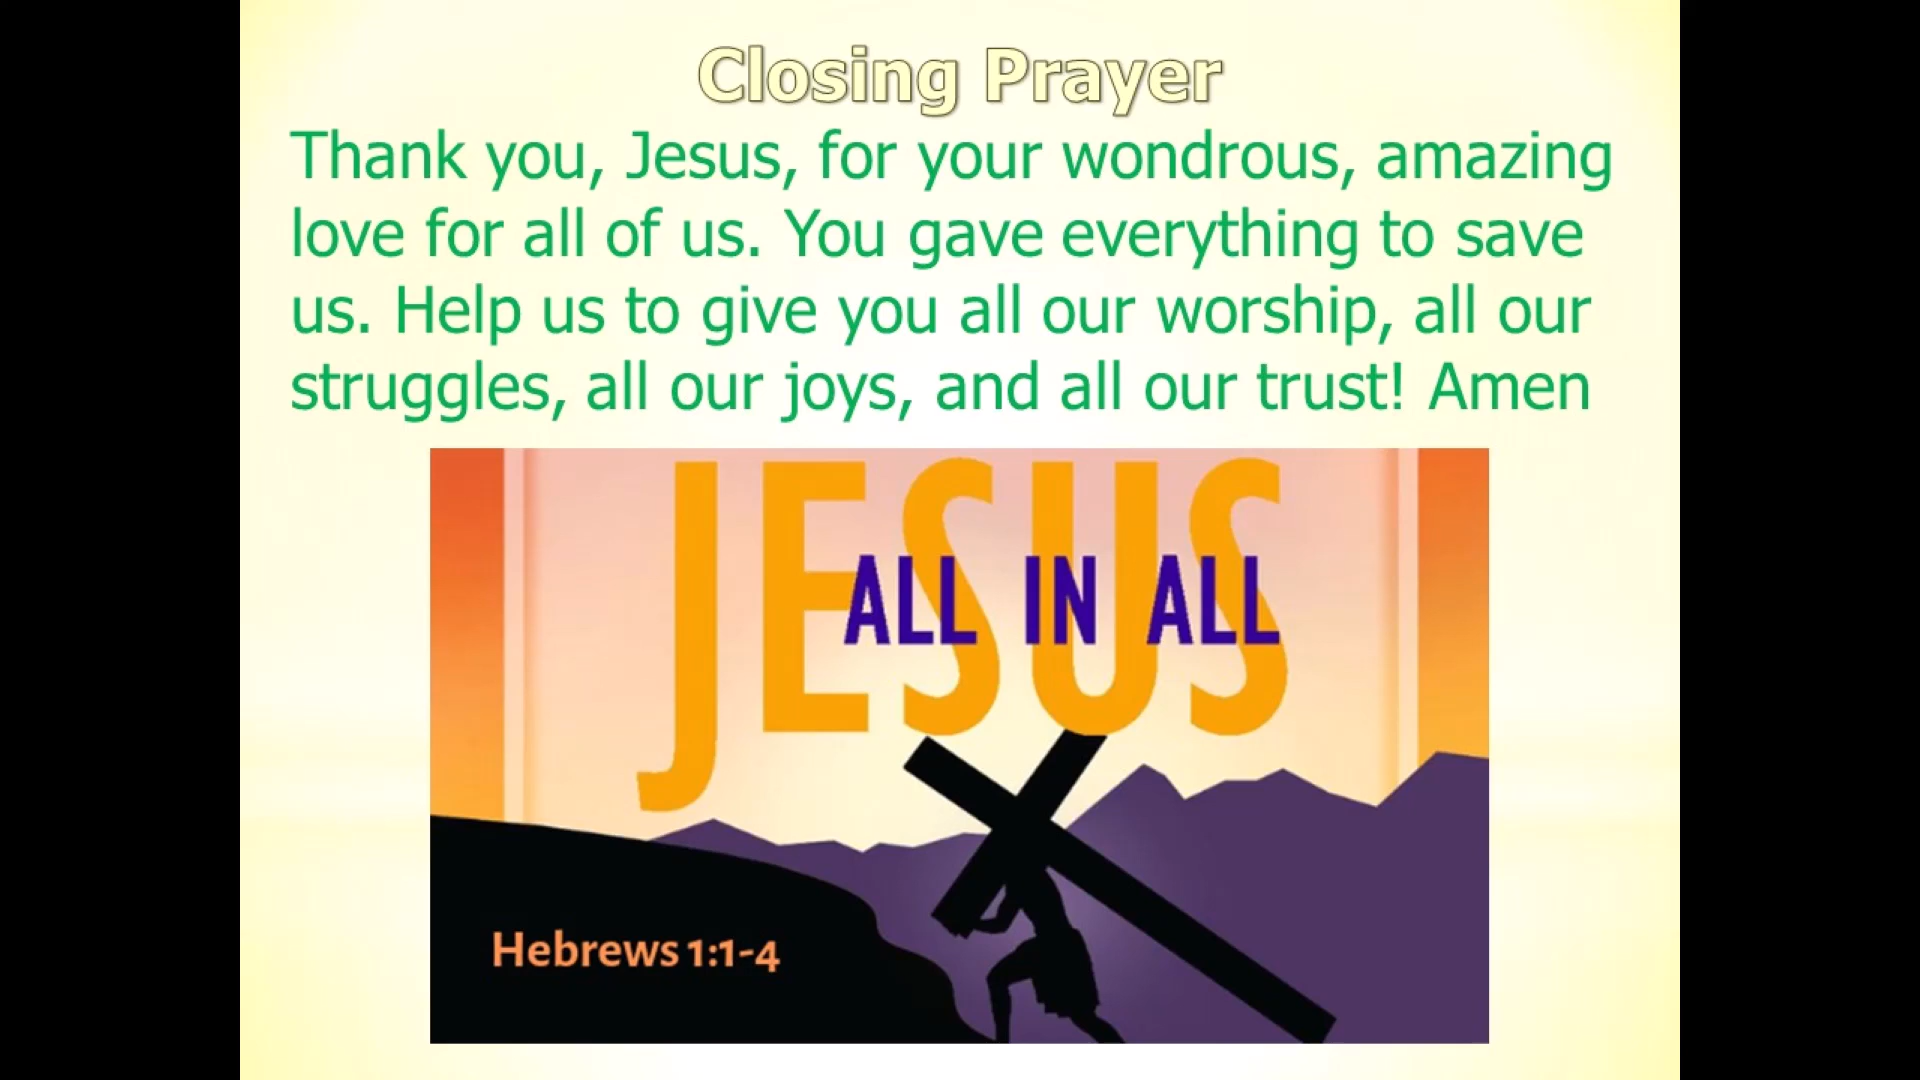 Closing Prayer
Thank you, Jesus, for your wondrous, amazing
love for all of us. You gave everything to save
us. Help us to give you all our worship, all our
struggles, all our joys, and all our trust! Amen
JESUS
ALL IN ALL
Hebrews 1:1-4